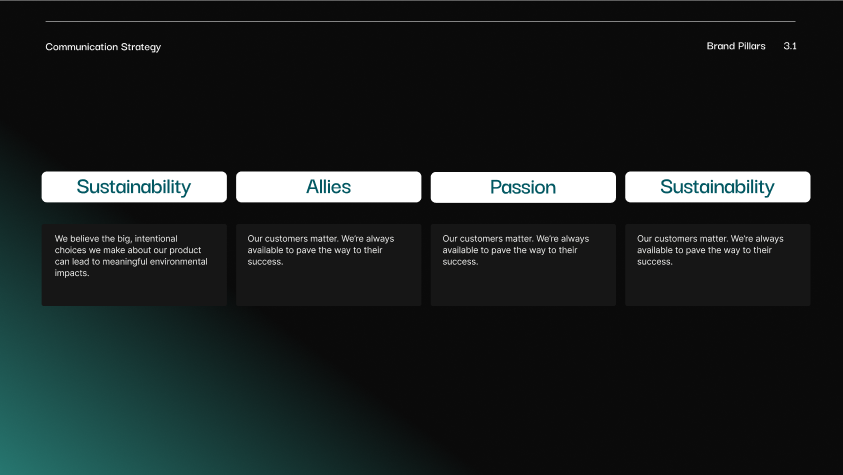 Communication Strategy
Brand Pillars 3.1
Sustainability
We believe the big, intentional
choices we make about our product
can lead to meaningful environmental
impacts.
Allies
Our customers matter. We're always
available to pave the way to their
success.
Passion
Our customers matter. We're always
available to pave the way to their
success.
Sustainability
Our customers matter. We're always
available to pave the way to their
success.